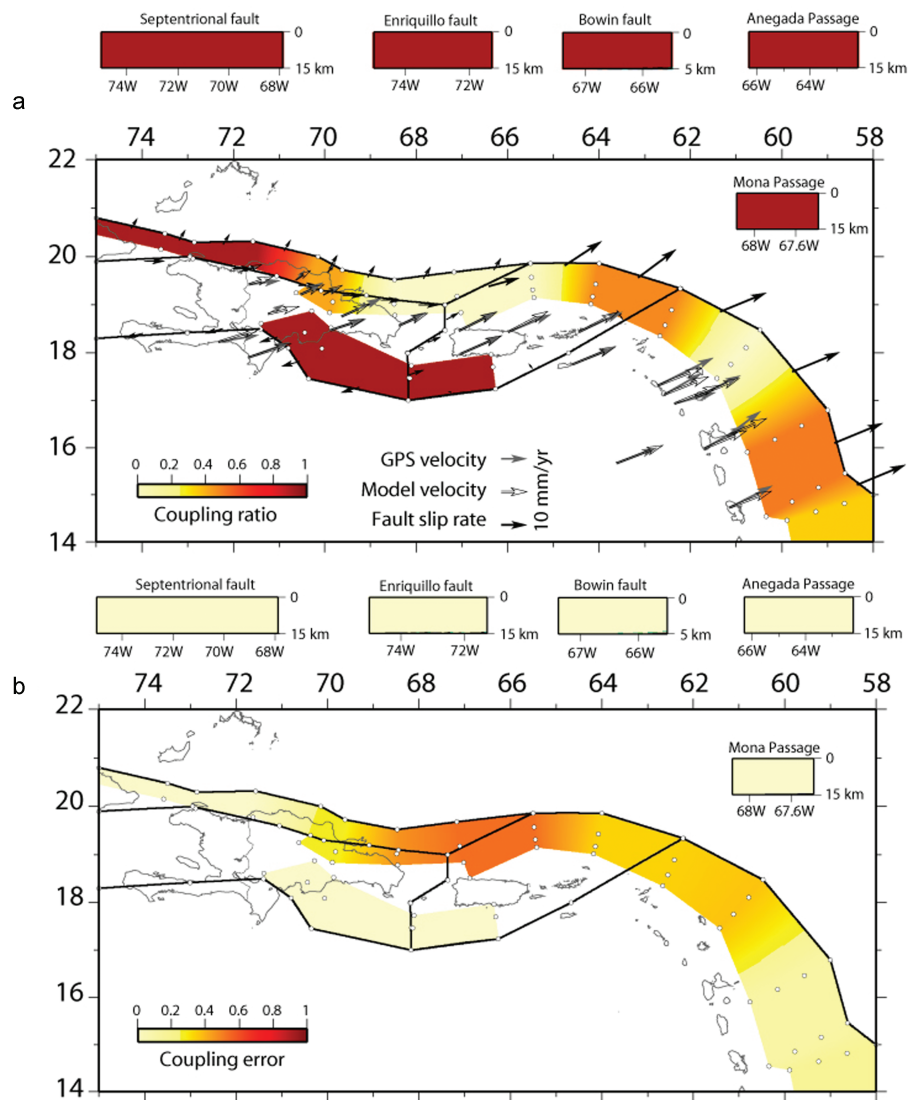 Septentrional fault Enriquillo fault Bowin fault Anegada Passage
0 0 0 0
15 km 15 km 5 km 15 km
74W 72W 70W 68W 74W 72W 67W 66W 66W 64W
a
74 72 70 68 66 64 62 60 58
22
Mona Passage
0
15 km
68W 67.6W
20
18
16
14
GPS velocity
Model velocity
Fault slip rate
10 mm/yr
0 0.2 0.4 0.6 0.8 1
Coupling ratio
Septentrional fault Enriquillo fault Bowin fault Anegada Passage
0 0 0 0
15 km 15 km 5 km 15 km
74W 72W 70W 68W 74W 72W 67W 66W 66W 64W
b
74 72 70 68 66 64 62 60 58
22
Mona Passage
0
15 km
68W 67.6W
20
18
16
14
0 0.2 0.4 0.6 0.8 1
Coupling error